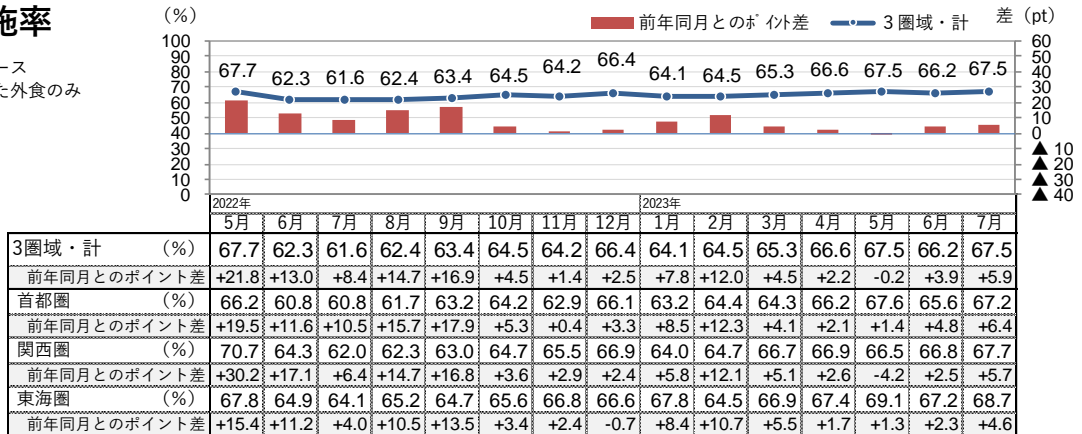 施率
ース
た外食のみ
(%)
前年同月とのポイント差 3圏域・計
差 (pt)
100 60
90 50
80 40
70 30
60 20
50 10
40 0
30 ▲ 10
20 ▲ 20
10 ▲ 30
0 ▲ 40
67.7 62.3 61.6 62.4 63.4 64.5 64.2 66.4 64.1 64.5 65.3 66.6 67.5 66.2 67.5
2022年 2023年
5月 6月 7月 8月 9月 10月 11月 12月 1月 2月 3月 4月 5月 6月 7月
3圏域・計 (%) 67.7 62.3 61.6 62.4 63.4 64.5 64.2 66.4 64.1 64.5 65.3 66.6 67.5 66.2 67.5
前年同月とのポイント差 +21.8 +13.0 +8.4 +14.7 +16.9 +4.5 +1.4 +2.5 +7.8 +12.0 +4.5 +2.2 -0.2 +3.9 +5.9
首都圏 (%) 66.2 60.8 60.8 61.7 63.2 64.2 62.9 66.1 63.2 64.4 64.3 66.2 67.6 65.6 67.2
前年同月とのポイント差 +19.5 +11.6 +10.5 +15.7 +17.9 +5.3 +0.4 +3.3 +8.5 +12.3 +4.1 +2.1 +1.4 +4.8 +6.4
関西圏 (%) 70.7 64.3 62.0 62.3 63.0 64.7 65.5 66.9 64.0 64.7 66.7 66.9 66.5 66.8 67.7
前年同月とのポイント差 +30.2 +17.1 +6.4 +14.7 +16.8 +3.6 +2.9 +2.4 +5.8 +12.1 +5.1 +2.6 -4.2 +2.5 +5.7
東海圏 (%) 67.8 64.9 64.1 65.2 64.7 65.6 66.8 66.6 67.8 64.5 66.9 67.4 69.1 67.2 68.7
前年同月とのポイント差 +15.4 +11.2 +4.0 +10.5 +13.5 +3.4 +2.4 -0.7 +8.4 +10.7 +5.5 +1.7 +1.3 +2.3 +4.6